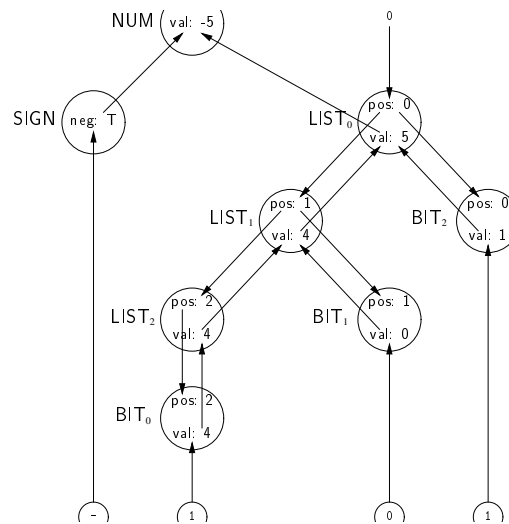 NUM val: -5
0
SIGN neg: T
LIST₀ pos: 0
val: 5
LIST₁ pos: 1
val: 4
BIT₂ pos: 0
val: 1
LIST₂ pos: 2
val: 4
BIT₁ pos: 1
val: 0
BIT₀ pos: 2
val: 4
- 1 0 1